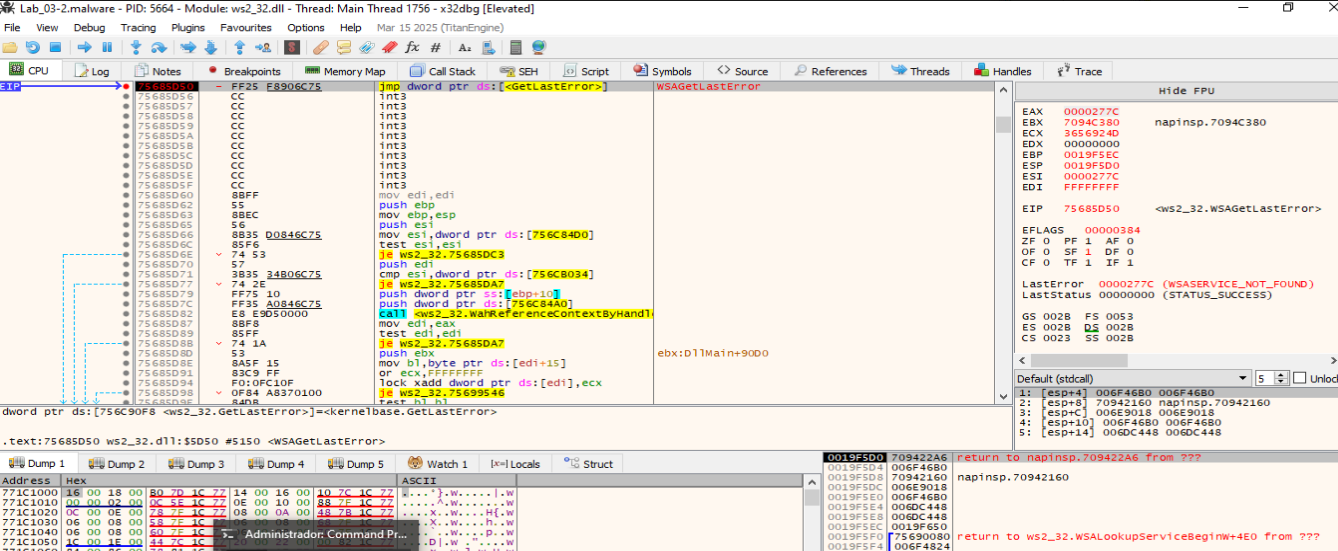 Lab_03-2.malware - PID: 5664 - Module: ws2_32.dll - Thread: Main Thread 1756 - x32dbg [Elevated]
File View Debug Tracing Plugins Favourites Options Help Mar 15 2025 (TitanEngine)
CPU Log Notes Breakpoints Memory Map Call Stack SEH Script Symbols Source References Threads Handles Trace
EIP 75685D50 - FF25 F8906C75 jmp dword ptr ds:[<GetLastError>] WSAGetLastError
75685D56 CC int3
75685D57 CC int3
75685D58 CC int3
75685D59 CC int3
75685D5A CC int3
75685D5B CC int3
75685D5C CC int3
75685D5D CC int3
75685D5E CC int3
75685D5F CC int3
75685D60 8BFF mov edi,edi
75685D62 55 push ebp
75685D63 8BEC mov ebp,esp
75685D65 56 push esi
75685D66 8B35 D0846C75 mov esi,dword ptr ds:[756C84D0]
75685D6C 85F6 test esi,esi
75685D6E 74 53 je ws2_32.75685DC3
75685D70 57 push edi
75685D71 3B35 34B06C75 cmp esi,dword ptr ds:[756CB034]
75685D77 74 2E je ws2_32.75685DA7
75685D79 FF75 10 push dword ptr ss:[ebp+10]
75685D7C FF35 A0846C75 push dword ptr ds:[756C84A0]
75685D82 E8 E9D50000 call <ws2_32.WahReferenceContextByHandl
75685D87 8BF8 mov edi,eax
75685D89 85FF test edi,edi
75685D8B 74 1A je ws2_32.75685DA7
75685D8D 53 push ebx ebx:DllMain+90D0
75685D8E 8A5F 15 mov bl,byte ptr ds:[edi+15]
75685D91 83C9 FF or ecx,FFFFFFFF
75685D94 F0:0FC10F lock xadd dword ptr ds:[edi],ecx
75685D98 0F84 A8370100 je ws2_32.75699546
75685D9E 84DB test bl,bl
Hide FPU
EAX 0000277C
EBX 7094C380 napinsp.7094C380
ECX 3656924D
EDX 00000000
EBP 0019F5EC
ESP 0019F5D0
ESI 0000277C
EDI FFFFFFFF
EIP 75685D50 <ws2_32.WSAGetLastError>
EFLAGS 00000384
ZF 0 PF 1 AF 0
OF 0 SF 1 DF 0
CF 0 TF 1 IF 1
LastError 0000277C (WSASERVICE_NOT_FOUND)
LastStatus 00000000 (STATUS_SUCCESS)
GS 002B FS 0053
ES 002B DS 002B
CS 0023 SS 002B
Default (stdcall) 5 Unloc
1: [esp+4] 006F46B0 006F46B0
2: [esp+8] 70942160 napinsp.70942160
3: [esp+C] 006E9018 006E9018
4: [esp+10] 006F46B0 006F46B0
5: [esp+14] 006DC448 006DC448
dword ptr ds:[756C90F8 <ws2_32.GetLastError>]=<kernelbase.GetLastError>
.text:75685D50 ws2_32.dll:$5D50 #5150 <WSAGetLastError>
Dump 1 Dump 2 Dump 3 Dump 4 Dump 5 Watch 1 [x=] Locals Struct
Address Hex ASCII
771C1000 16 00 18 00 B0 7D 1C 77 14 00 16 00 10 7C 1C 77
771C1010 00 00 02 00 0C 5E 1C 77 0E 00 10 00 88 7F 1C 77
771C1020 0C 00 0E 00 78 7F 1C 77 08 00 0A 00 48 7B 1C 77
771C1030 06 00 08 00 58 7F 1C 77
771C1040 06 00 08 00 60 7F 1C
771C1050 1C 00 1E 00 44 7C 1C
Administrador: Command Pr...
0019F5D0 709422A6 return to napinsp.709422A6 from ???
0019F5D4 006F46B0
0019F5D8 70942160 napinsp.70942160
0019F5DC 006E9018
0019F5E0 006F46B0
0019F5E4 006DC448
0019F5E8 006DC448
0019F5EC 0019F650
0019F5F0 75690080 return to ws2_32.WSALookupServiceBeginW+4E0 from ???
0019F5F4 006F4824